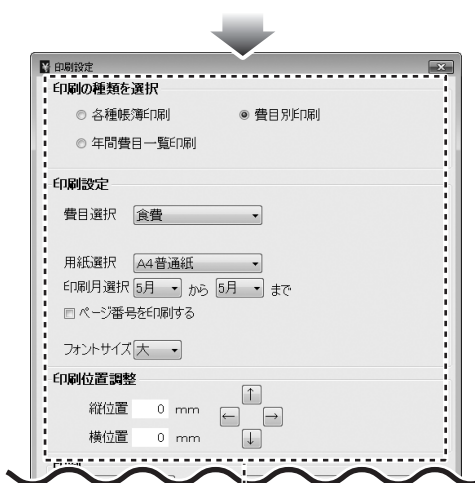 印刷設定
印刷の種類を選択
各種帳簿印刷 費目別印刷
年間費目一覧印刷
印刷設定
費目選択 食費
用紙選択 A4普通紙
印刷月選択 5月 から 5月 まで
ページ番号を印刷する
フォントサイズ 大
印刷位置調整
縦位置 0 mm
横位置 0 mm